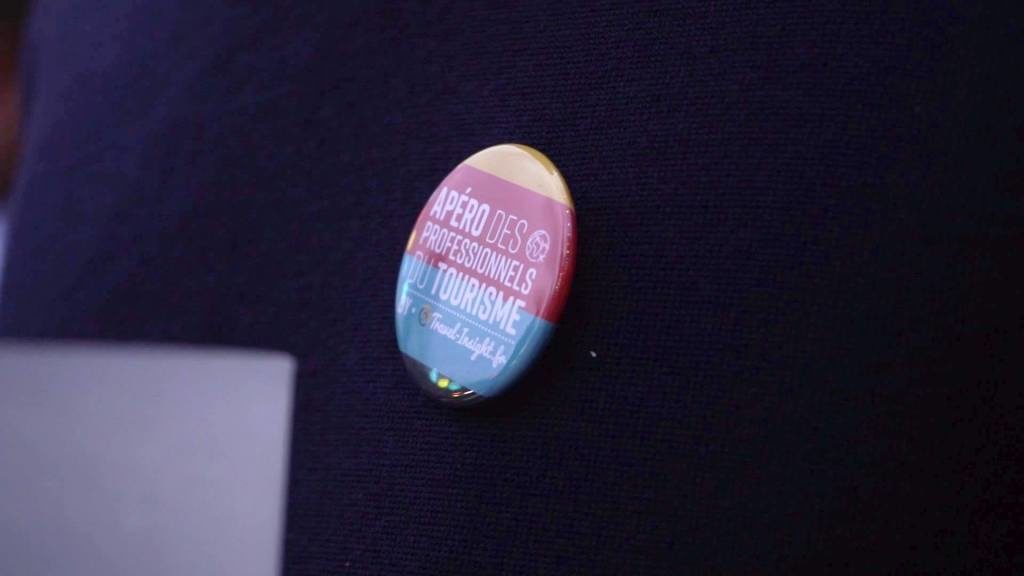 APÉRO DES
PROFESSIONNELS
DU TOURISME
Travel-Insight.fr